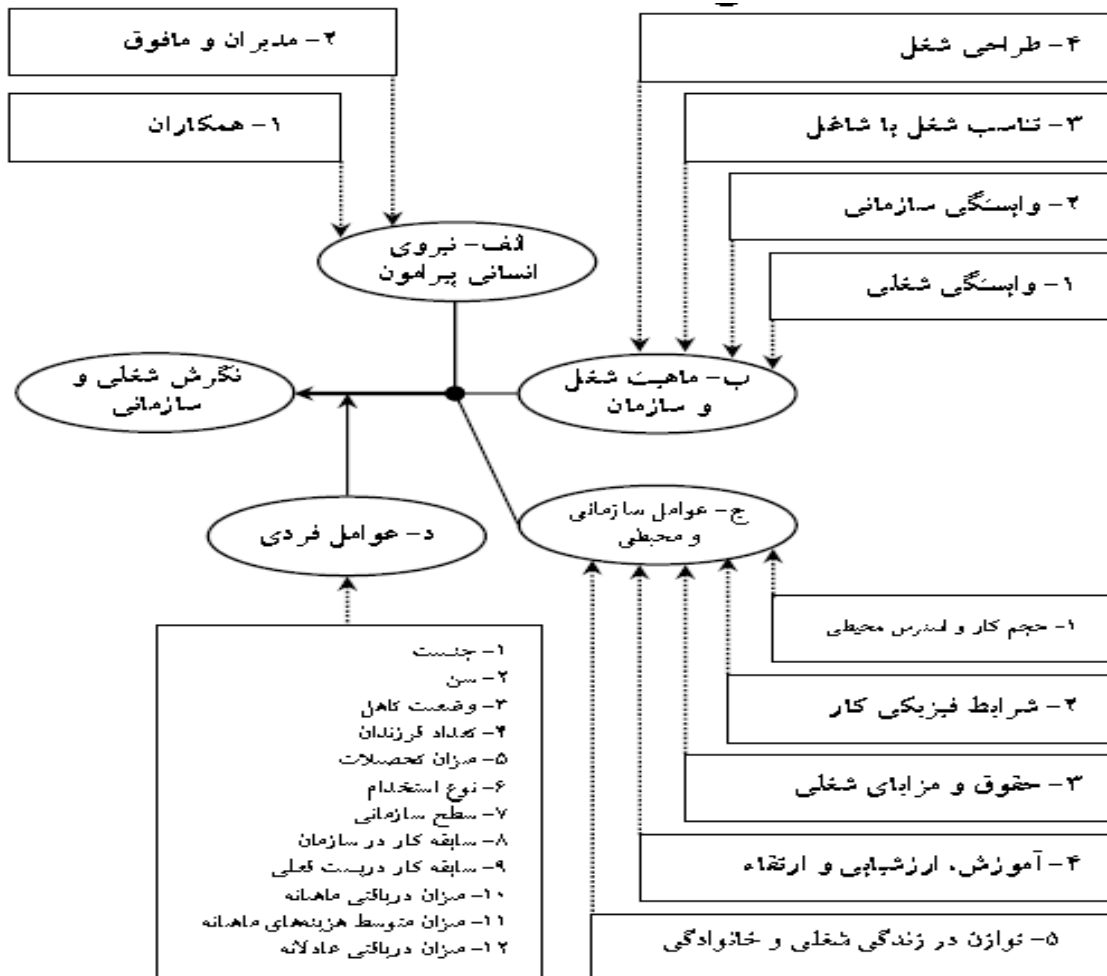 ۴- طراحی شغل
۳- تناسب شغل با شاغل
۲- وابستگی سازمانی
۱- وابستگی شغلی
۲- مدیران و مافوق
۱- همکاران
الف- نیروی
انسانی پیرامون
ب- ماهیت شغل
و سازمان
نگرش شغلی و
سازمانی
ج- عوامل سازمانی
و محیطی
د- عوامل فردی
۱- حجم کار و استرس محیطی
۲- شرایط فیزیکی کار
۳- حقوق و مزایای شغلی
۴- آموزش، ارزشیابی و ارتقاء
۵- توازن در زندگی شغلی و خانوادگی
۱- جنسیت
۲- سن
۳- وضعیت تاهل
۴- تعداد فرزندان
۵- میزان تحصیلات
۶- نوع استخدام
۷- سطح سازمانی
۸- سابقه کار در سازمان
۹- سابقه کار درپست فعلی
۱۰- میزان دریافتی ماهیانه
۱۱- میزان متوسط هزینه‌های ماهیانه
۱۲- میزان دریافتی عادلانه